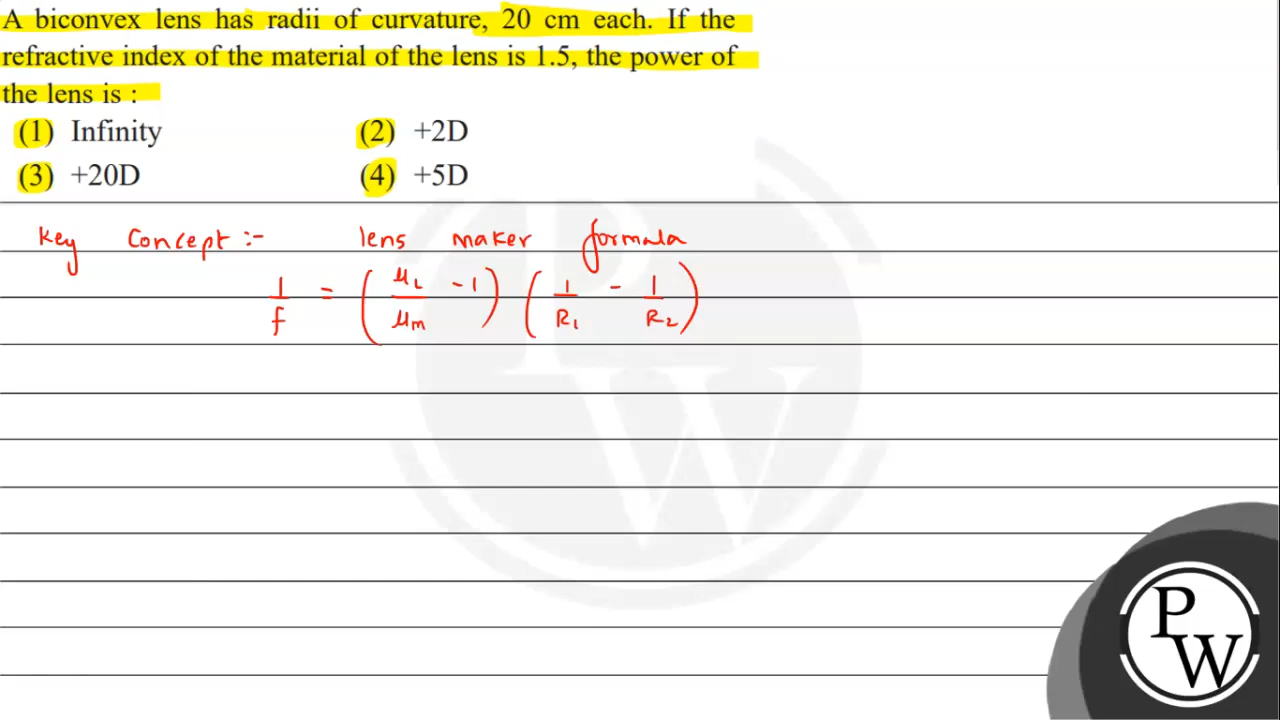 A biconvex lens has radii of curvature, 20 cm each. If the
refractive index of the material of the lens is 1.5, the power of
the lens is :
(1) Infinity (2) +2D
(3) +20D (4) +5D
Key Concept :- lens maker formala
1/f = (μL/μm - 1) (1/R1 - 1/R2)
PW
PW